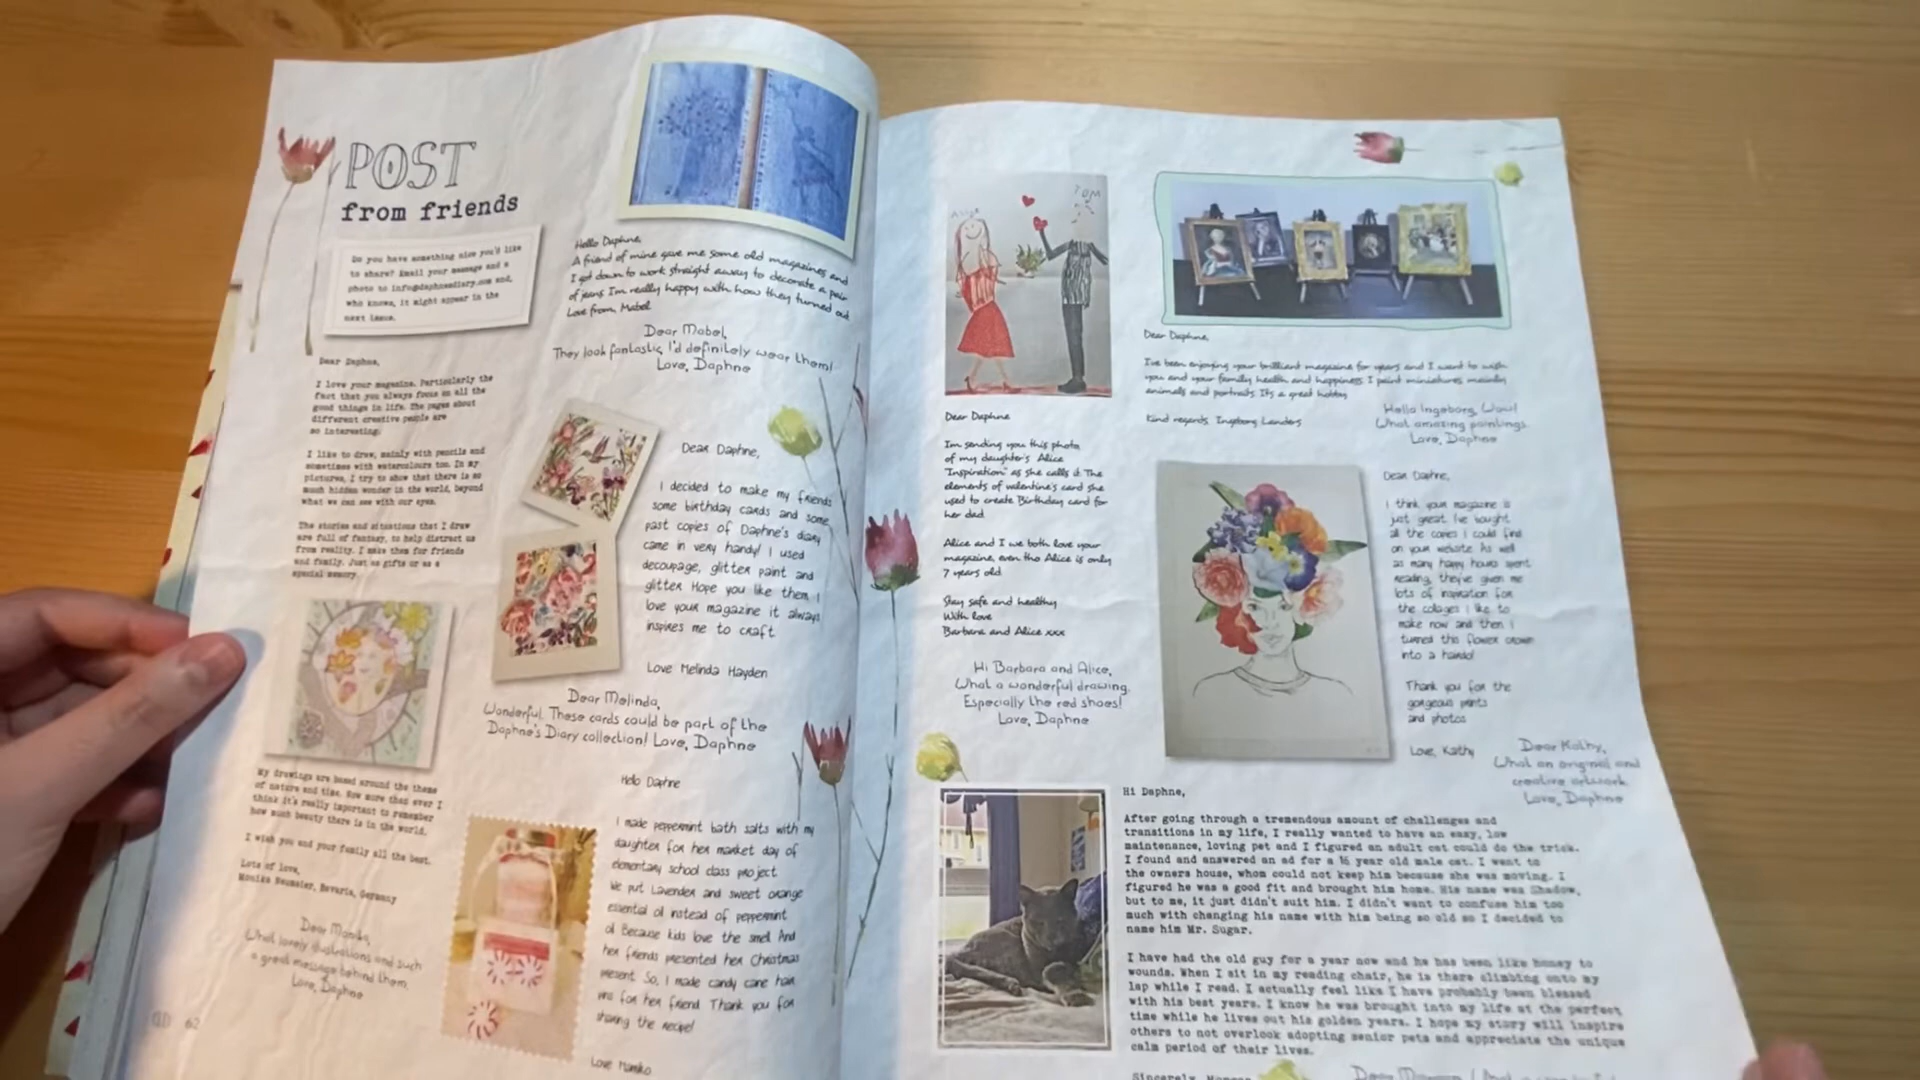 POST
from friends
Do you have something nice you'd like
to share? Email your message and a
photo to info@daphnesdiary.com and,
who knows, it might appear in the
next issue.
Dear Daphne,
I love your magazine. Particularly the
fact that you always focus on all the
good things in life. The pages about
different creative people are
so interesting.
I like to draw, mainly with pencils and
sometimes with watercolours too. In my
pictures, I try to show that there is so
much hidden wonder in the world, beyond
what we can see with our eyes.
The stories and situations that I draw
are full of fantasy, to help distract us
from reality. I make them for friends
and family. Just as gifts or as a
special memory.
My drawings are based around the theme
of nature and time. Now more than ever I
think it's really important to remember
how much beauty there is in the world.
I wish you and your family all the best.
Lots of love,
Monika Neumaier, Bavaria, Germany
Dear Monika,
What lovely illustrations and such
a great message behind them.
Love, Daphne
62
Hello Daphne,
A friend of mine gave me some old magazines and
I got down to work straight away to decorate a pair
of jeans I'm really happy with how they turned out
Love from, Mabel
Dear Mabel,
They look fantastic, I'd definitely wear them!
Love, Daphne
Dear Daphne,
I decided to make my friends
some birthday cards and some
past copies of Daphne's diary
came in very handy! I used
decoupage, glitter paint and
glitter Hope you like them I
love your magazine it always
inspires me to craft
Love Melinda Hayden
Dear Melinda,
Wonderful. These cards could be part of the
Daphne's Diary collection! Love, Daphne
Hello Daphne
I made peppermint bath salts with my
daughter for her market day of
elementary school class project
We put Lavender and sweet orange
essential oil instead of peppermint
oil Because kids love the smell And
her friends presented her Christmas
present. So, I made candy cane hair
pins for her friend Thank you for
sharing the recipe!
Love Mamiko
Alice
TOM
Dear Daphne
I'm sending you this photo
of my daughter's Alice
"Inspiration" as she calls it. The
elements of valentine's card she
used to create Birthday card for
her dad.
Alice and I we both love your
magazine, even tho Alice is only
7 years old.
Stay safe and healthy
With love
Barbara and Alice xxx
Hi Barbara and Alice,
What a wonderful drawing.
Especially the red shoes!
Love, Daphne
Dear Daphne,
I've been enjoying your brilliant magazine for years and I want to wish
you and your family health and happiness. I paint miniatures mainly
animals and portraits. It's a great hobby
Kind regards, Ingeborg Landers
Hello Ingeborg, Wow!
What amazing paintings.
Love, Daphne
Dear Daphne,
I think your magazine is
just great. I've bought
all the copies I could find
on your website As well
as many happy hours spent
reading, they've given me
lots of inspiration for
the collages I like to
make now and then I
turned this flower crown
into a hairdo!
Thank you for the
gorgeous prints
and photos
Love, Kathy
Dear Kathy,
What an original and
creative artwork.
Love, Daphne
Hi Daphne,
After going through a tremendous amount of challenges and
transitions in my life, I really wanted to have an easy, low
maintenance, loving pet and I figured an adult cat could do the trick.
I found and answered an ad for a 16 year old male cat. I went to
the owners house, whom could not keep him because she was moving. I
figured he was a good fit and brought him home. His name was Shadow,
but to me, it just didn't suit him. I didn't want to confuse him too
much with changing his name with him being so old so I decided to
name him Mr. Sugar.
I have had the old guy for a year now and he has been like honey to
wounds. When I sit in my reading chair, he is there climbing onto my
lap while I read. I actually feel like I have probably been blessed
with his best years. I know he was brought into my life at the perfect
time while he lives out his golden years. I hope my story will inspire
others to not overlook adopting senior pets and appreciate the unique
calm period of their lives.
Sincerely,